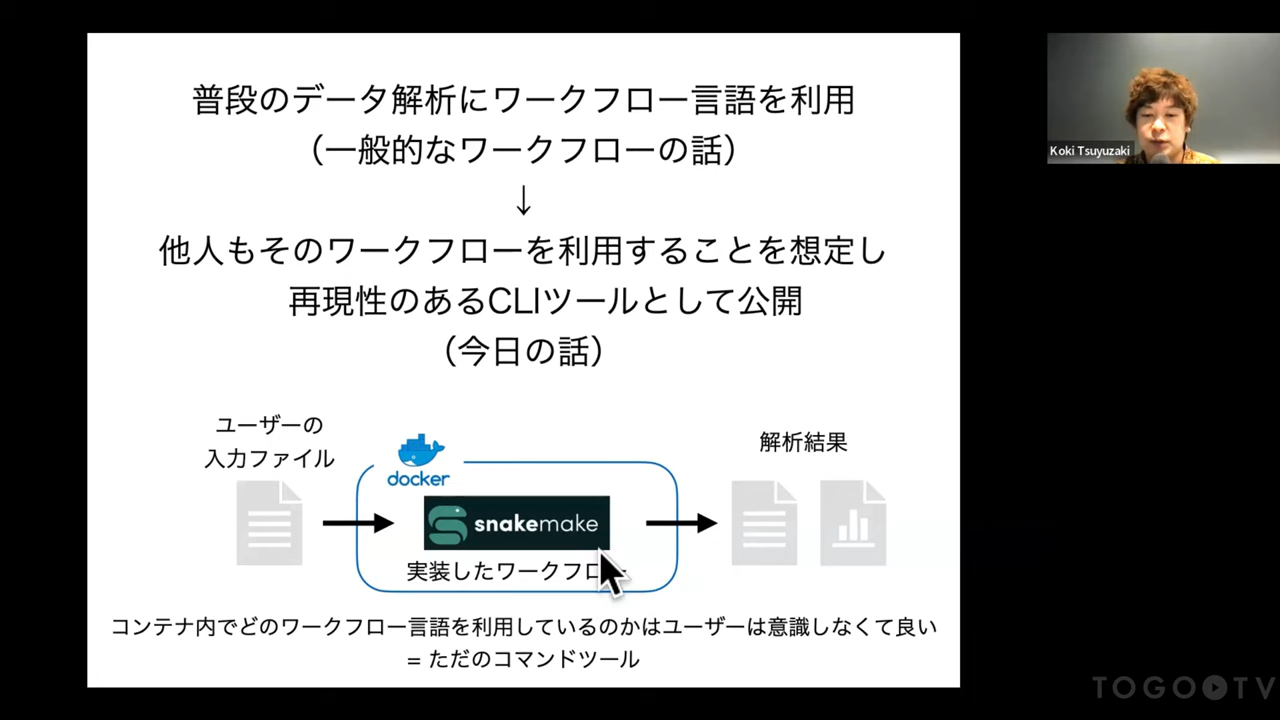 普段のデータ解析にワークフロー言語を利用
（一般的なワークフローの話）
↓
他人もそのワークフローを利用することを想定し
再現性のあるCLIツールとして公開
（今日の話）
ユーザーの
入力ファイル
docker
snakemake
実装したワークフロ
解析結果
コンテナ内でどのワークフロー言語を利用しているのかはユーザーは意識しなくて良い
= ただのコマンドツール
Koki Tsuyuzaki
TOGO TV